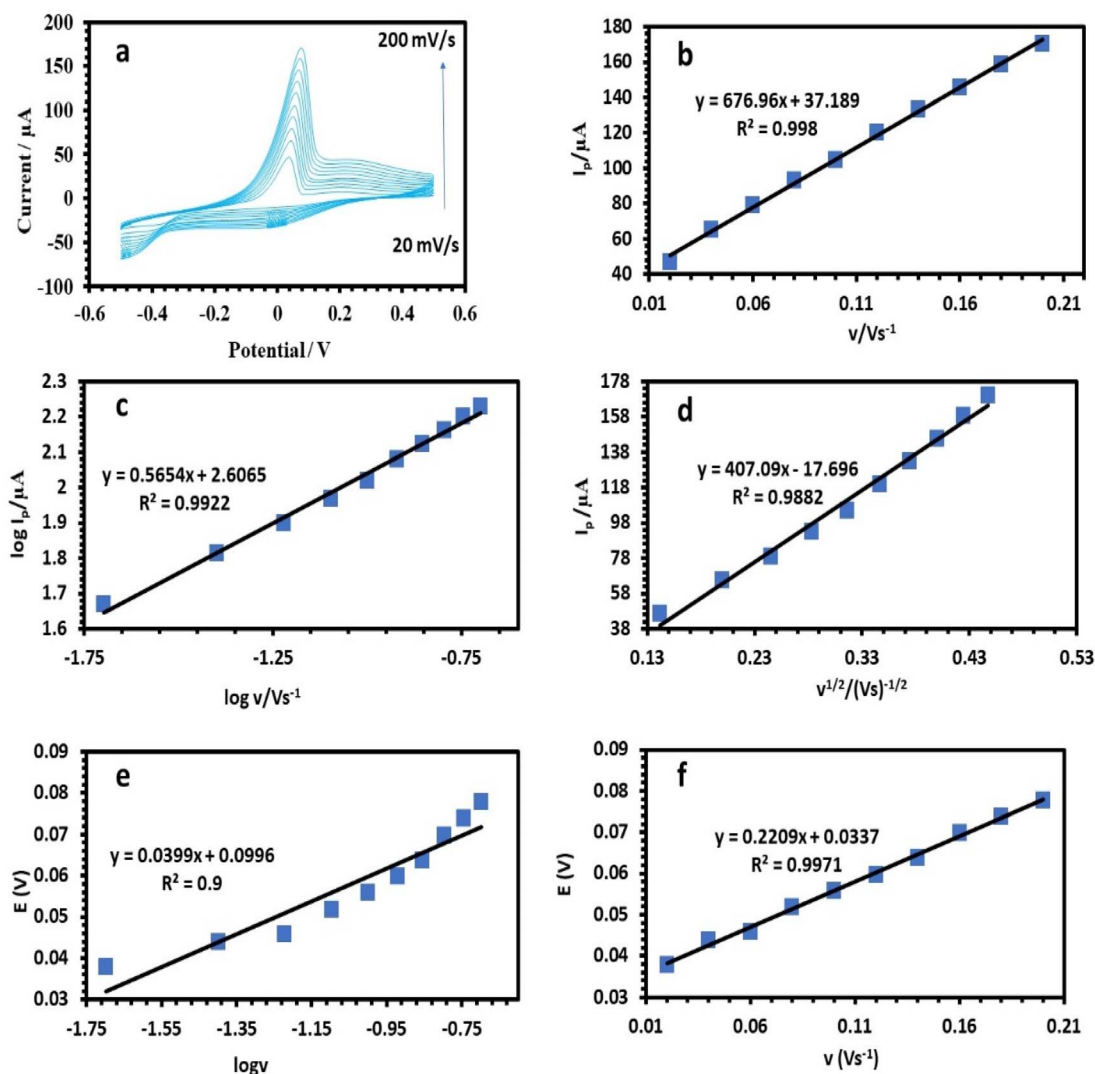 a
200 mV/s
20 mV/s
Current / μA
200
150
100
50
0
-50
-100
-0.6
-0.4
-0.2
0
0.2
0.4
0.6
Potential / V
b
y = 676.96x + 37.189
R² = 0.998
Iₚ/μA
180
160
140
120
100
80
60
40
0.01
0.06
0.11
0.16
0.21
v/Vs⁻¹
c
y = 0.5654x + 2.6065
R² = 0.9922
log Iₚ/μA
2.3
2.2
2.1
2
1.9
1.8
1.7
1.6
-1.75
-1.25
-0.75
log v/Vs⁻¹
d
y = 407.09x - 17.696
R² = 0.9882
Iₚ/μA
178
158
138
118
98
78
58
38
0.13
0.23
0.33
0.43
0.53
v¹/²/(Vs)⁻¹/²
e
y = 0.0399x + 0.0996
R² = 0.9
E (V)
0.09
0.08
0.07
0.06
0.05
0.04
0.03
-1.75
-1.55
-1.35
-1.15
-0.95
-0.75
logv
f
y = 0.2209x + 0.0337
R² = 0.9971
E (V)
0.09
0.08
0.07
0.06
0.05
0.04
0.03
0.01
0.06
0.11
0.16
0.21
v (Vs⁻¹)